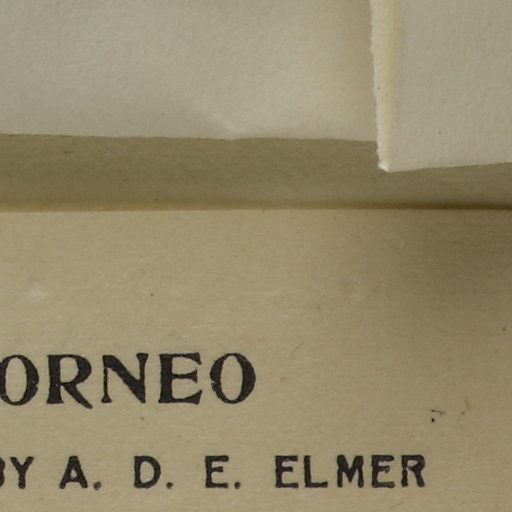 ORNEO
BY A. D. E. ELMER